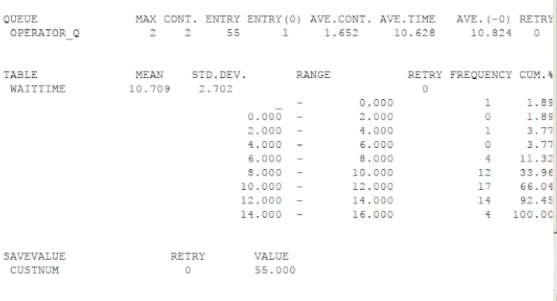 QUEUE MAX CONT. ENTRY ENTRY(0) AVE.CONT. AVE.TIME AVE.(-0) RETRY
OPERATOR_Q 2 2 55 1 1.652 10.628 10.824 0
TABLE MEAN STD.DEV. RANGE RETRY FREQUENCY CUM.%
WAITTIME 10.709 2.702 0
_ - 0.000 1 1.89
0.000 - 2.000 0 1.89
2.000 - 4.000 1 3.77
4.000 - 6.000 0 3.77
6.000 - 8.000 4 11.32
8.000 - 10.000 12 33.96
10.000 - 12.000 17 66.04
12.000 - 14.000 14 92.45
14.000 - 16.000 4 100.00
SAVEVALUE RETRY VALUE
CUSTNUM 0 55.000